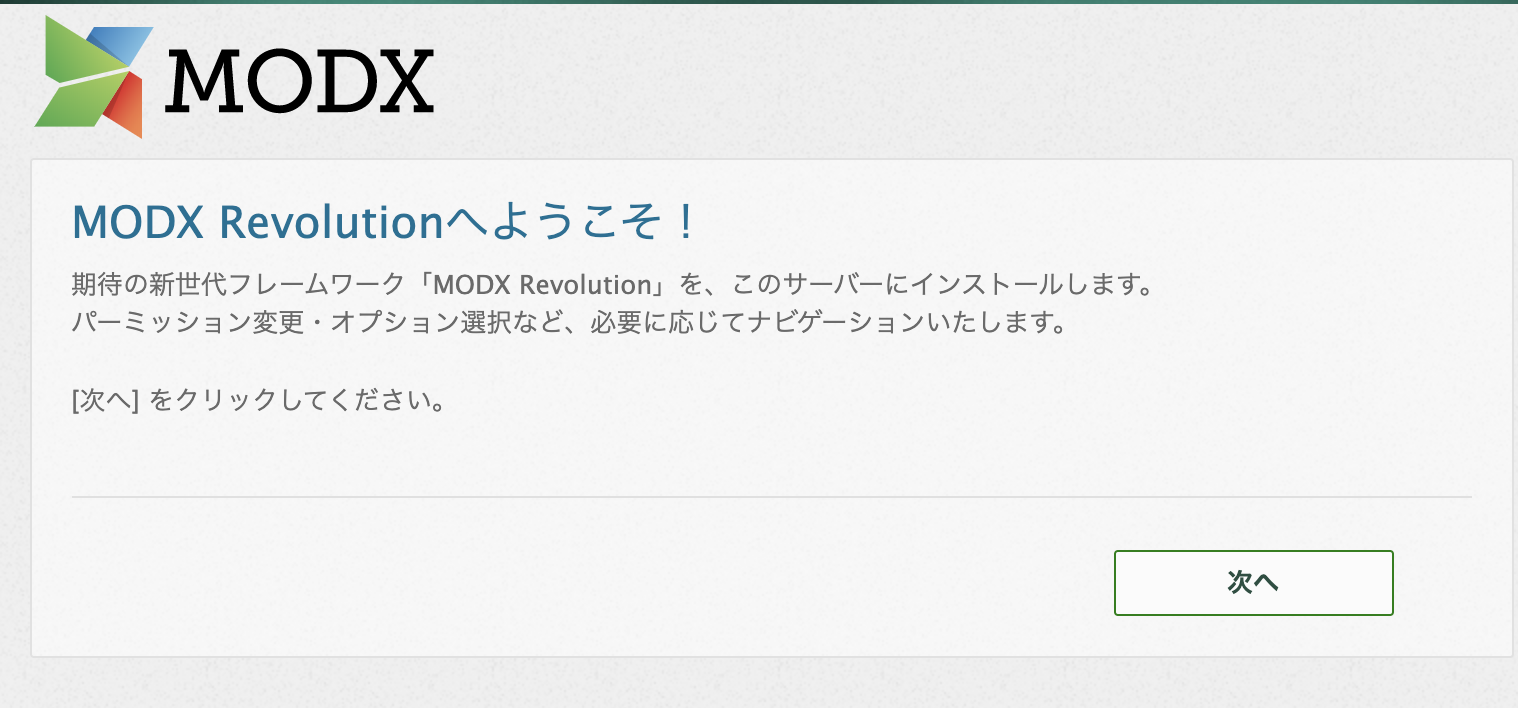 MODX
MODX Revolutionへようこそ！
期待の新世代フレームワーク「MODX Revolution」を、このサーバーにインストールします。
パーミッション変更・オプション選択など、必要に応じてナビゲーションいたします。
[次へ] をクリックしてください。
次へ